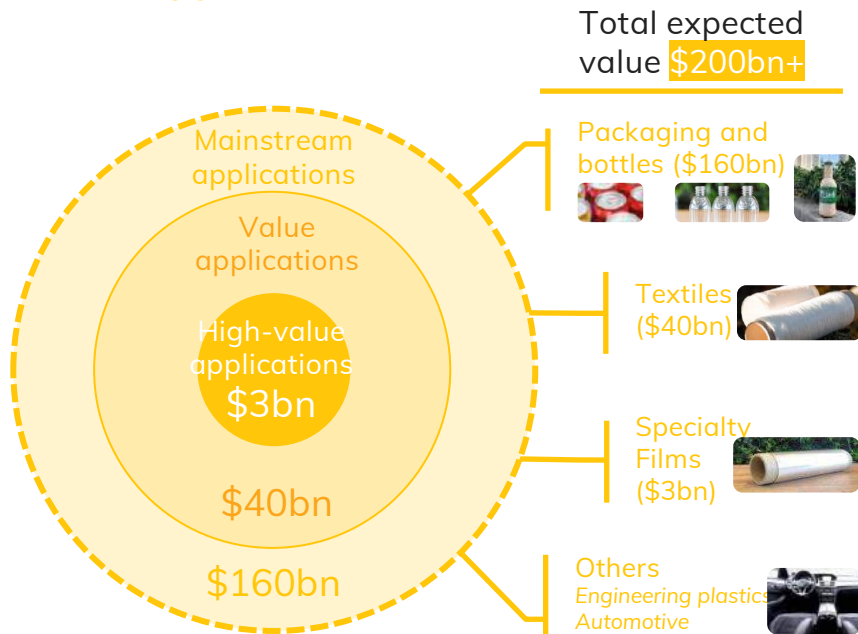 Total expected
value $200bn+
Mainstream
applications
Value
applications
High-value
applications
$3bn
$40bn
$160bn
Packaging and
bottles ($160bn)
Textiles
($40bn)
Specialty
Films
($3bn)
Others
Engineering plastics
Automotive